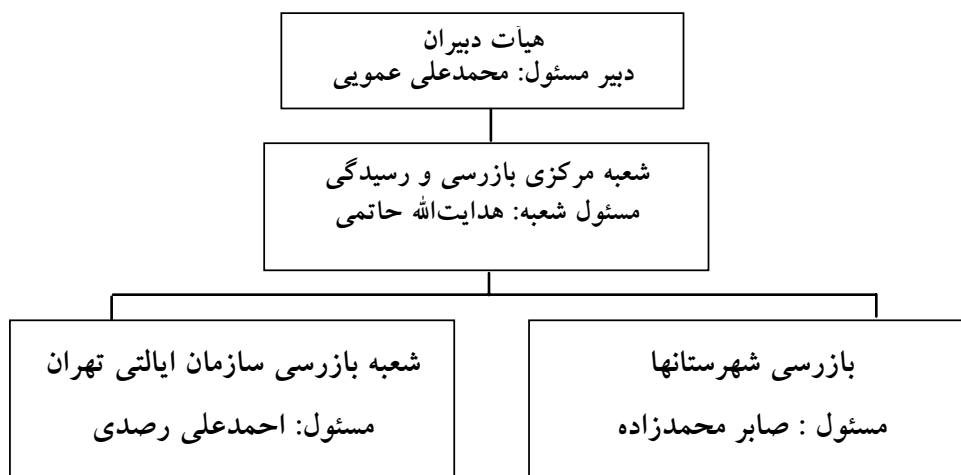 هیأت دبیران
دبیر مسئول: محمدعلی عمویی
شعبه مرکزی بازرسی و رسیدگی
مسئول شعبه: هدایت‌الله حاتمی
بازرسی شهرستانها
مسئول : صابر محمدزاده
شعبه بازرسی سازمان ایالتی تهران
مسئول: احمدعلی رصدی